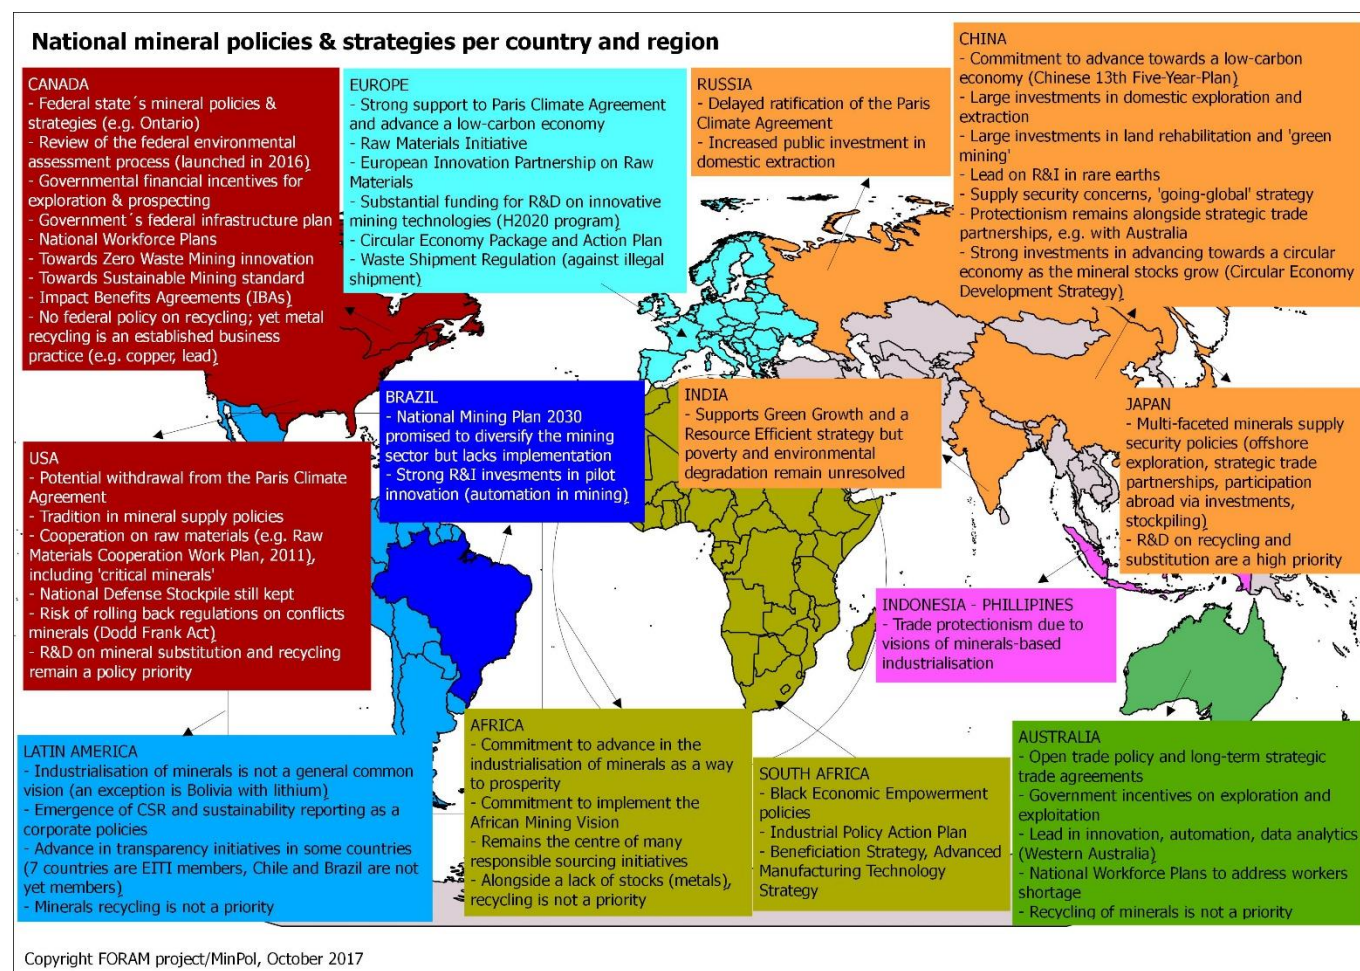 National mineral policies & strategies per country and region
CANADA
- Federal state´s mineral policies &
strategies (e.g. Ontario)
- Review of the federal environmental
assessment process (launched in 2016)
- Governmental financial incentives for
exploration & prospecting
- Government´s federal infrastructure plan
- National Workforce Plans
- Towards Zero Waste Mining innovation
- Towards Sustainable Mining standard
- Impact Benefits Agreements (IBAs)
- No federal policy on recycling; yet metal
recycling is an established business
practice (e.g. copper, lead)
EUROPE
- Strong support to Paris Climate Agreement
and advance a low-carbon economy
- Raw Materials Initiative
- European Innovation Partnership on Raw
Materials
- Substantial funding for R&D on innovative
mining technologies (H2020 program)
- Circular Economy Package and Action Plan
- Waste Shipment Regulation (against illegal
shipment)
RUSSIA
- Delayed ratification of the Paris
Climate Agreement
- Increased public investment in
domestic extraction
CHINA
- Commitment to advance towards a low-carbon
economy (Chinese 13th Five-Year-Plan)
- Large investments in domestic exploration and
extraction
- Large investments in land rehabilitation and 'green
mining'
- Lead on R&I in rare earths
- Supply security concerns, 'going-global' strategy
- Protectionism remains alongside strategic trade
partnerships, e.g. with Australia
- Strong investments in advancing towards a circular
economy as the mineral stocks grow (Circular Economy
Development Strategy)
BRAZIL
- National Mining Plan 2030
promised to diversify the mining
sector but lacks implementation
- Strong R&I invesments in pilot
innovation (automation in mining)
INDIA
- Supports Green Growth and a
Resource Efficient strategy but
poverty and environmental
degradation remain unresolved
JAPAN
- Multi-faceted minerals supply
security policies (offshore
exploration, strategic trade
partnerships, participation
abroad via investments,
stockpiling)
- R&D on recycling and
substitution are a high priority
USA
- Potential withdrawal from the Paris Climate
Agreement
- Tradition in mineral supply policies
- Cooperation on raw materials (e.g. Raw
Materials Cooperation Work Plan, 2011),
including 'critical minerals'
- National Defense Stockpile still kept
- Risk of rolling back regulations on conflicts
minerals (Dodd Frank Act)
- R&D on mineral substitution and recycling
remain a policy priority
INDONESIA - PHILLIPINES
- Trade protectionism due to
visions of minerals-based
industrialisation
LATIN AMERICA
- Industrialisation of minerals is not a general common
vision (an exception is Bolivia with lithium)
- Emergence of CSR and sustainability reporting as a
corporate policies
- Advance in transparency initiatives in some countries
(7 countries are EITI members, Chile and Brazil are not
yet members)
- Minerals recycling is not a priority
AFRICA
- Commitment to advance in the
industrialisation of minerals as a way
to prosperity
- Commitment to implement the
African Mining Vision
- Remains the centre of many
responsible sourcing initiatives
- Alongside a lack of stocks (metals),
recycling is not a priority
SOUTH AFRICA
- Black Economic Empowerment
policies
- Industrial Policy Action Plan
- Beneficiation Strategy, Advanced
Manufacturing Technology
Strategy
AUSTRALIA
- Open trade policy and long-term strategic
trade agreements
- Government incentives on exploration and
exploitation
- Lead in innovation, automation, data analytics
(Western Australia)
- National Workforce Plans to address workers
shortage
- Recycling of minerals is not a priority
Copyright FORAM project/MinPol, October 2017